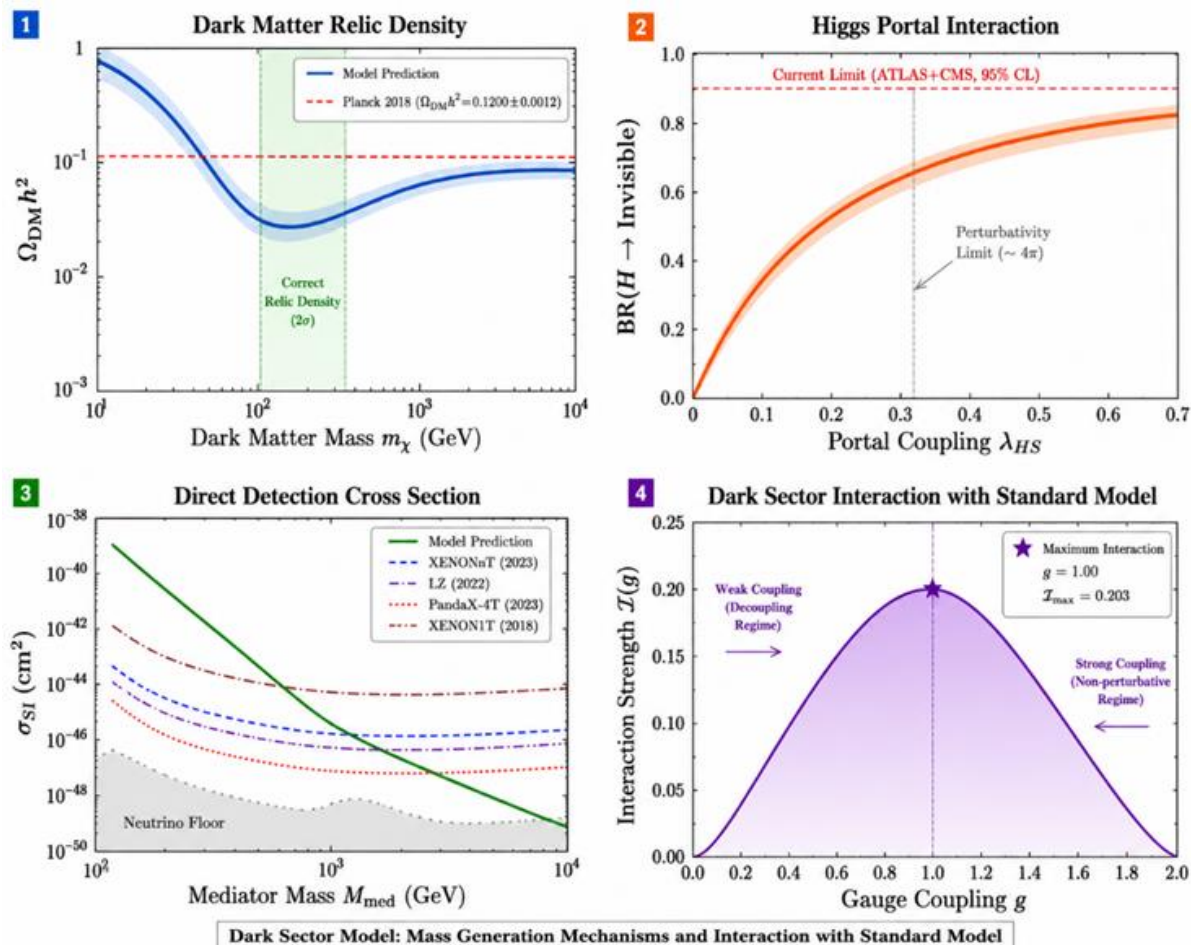 1
Dark Matter Relic Density
Ω_DM h²
1
10⁻¹
10⁻²
10⁻³
Model Prediction
Planck 2018 (Ω_DM h²=0.1200±0.0012)
Correct
Relic Density
(2σ)
10¹ 10² 10³ 10⁴
Dark Matter Mass m_χ (GeV)
2
Higgs Portal Interaction
BR(H → Invisible)
1.0
0.8
0.6
0.4
0.2
0.0
Current Limit (ATLAS+CMS, 95% CL)
Perturbativity
Limit (∼ 4π)
0 0.1 0.2 0.3 0.4 0.5 0.6 0.7
Portal Coupling λ_HS
3
Direct Detection Cross Section
σ_SI (cm²)
10⁻³⁸
10⁻⁴⁰
10⁻⁴²
10⁻⁴⁴
10⁻⁴⁶
10⁻⁴⁸
10⁻⁵⁰
Model Prediction
XENONnT (2023)
LZ (2022)
PandaX-4T (2023)
XENON1T (2018)
Neutrino Floor
10² 10³ 10⁴
Mediator Mass M_med (GeV)
4
Dark Sector Interaction with Standard Model
Interaction Strength ℐ(g)
0.25
0.20
0.15
0.10
0.05
0.00
Maximum Interaction
g = 1.00
ℐ_max = 0.203
Weak Coupling
(Decoupling
Regime)
Strong Coupling
(Non-perturbative
Regime)
0.0 0.2 0.4 0.6 0.8 1.0 1.2 1.4 1.6 1.8 2.0
Gauge Coupling g
Dark Sector Model: Mass Generation Mechanisms and Interaction with Standard Model